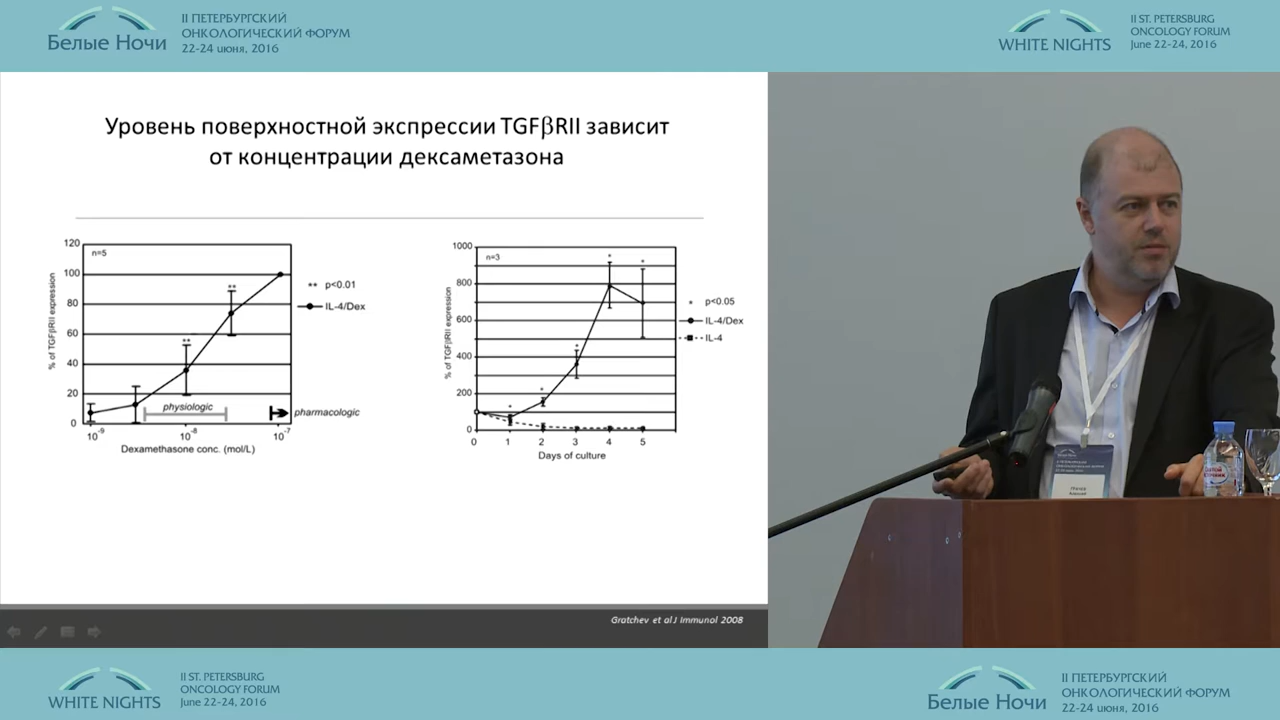 Белые Ночи
II ПЕТЕРБУРГСКИЙ
ОНКОЛОГИЧЕСКИЙ ФОРУМ
22-24 июня, 2016
WHITE NIGHTS
II ST. PETERSBURG
ONCOLOGY FORUM
June 22-24, 2016
Уровень поверхностной экспрессии TGFβRII зависит
от концентрации дексаметазона
% of TGFβRII expression
120
100
80
60
40
20
0
n=5
** ** 
physiologic
pharmacologic
10-9
10-8
10-7
Dexamethasone conc. (mol/L)
** p<0.01
IL-4/Dex
% of TGFβRII expression
1000
800
600
400
200
0
n=3
* * * * *
0 1 2 3 4 5
Days of culture
* p<0.05
IL-4/Dex
IL-4
Gratchev et al J Immunol 2008
Белые Ночи
WHITE NIGHTS
II ST. PETERSBURG
ONCOLOGY FORUM
June 22-24, 2016
Белые Ночи
II ПЕТЕРБУРГСКИЙ
ОНКОЛОГИЧЕСКИЙ ФОРУМ
22-24 июня, 2016